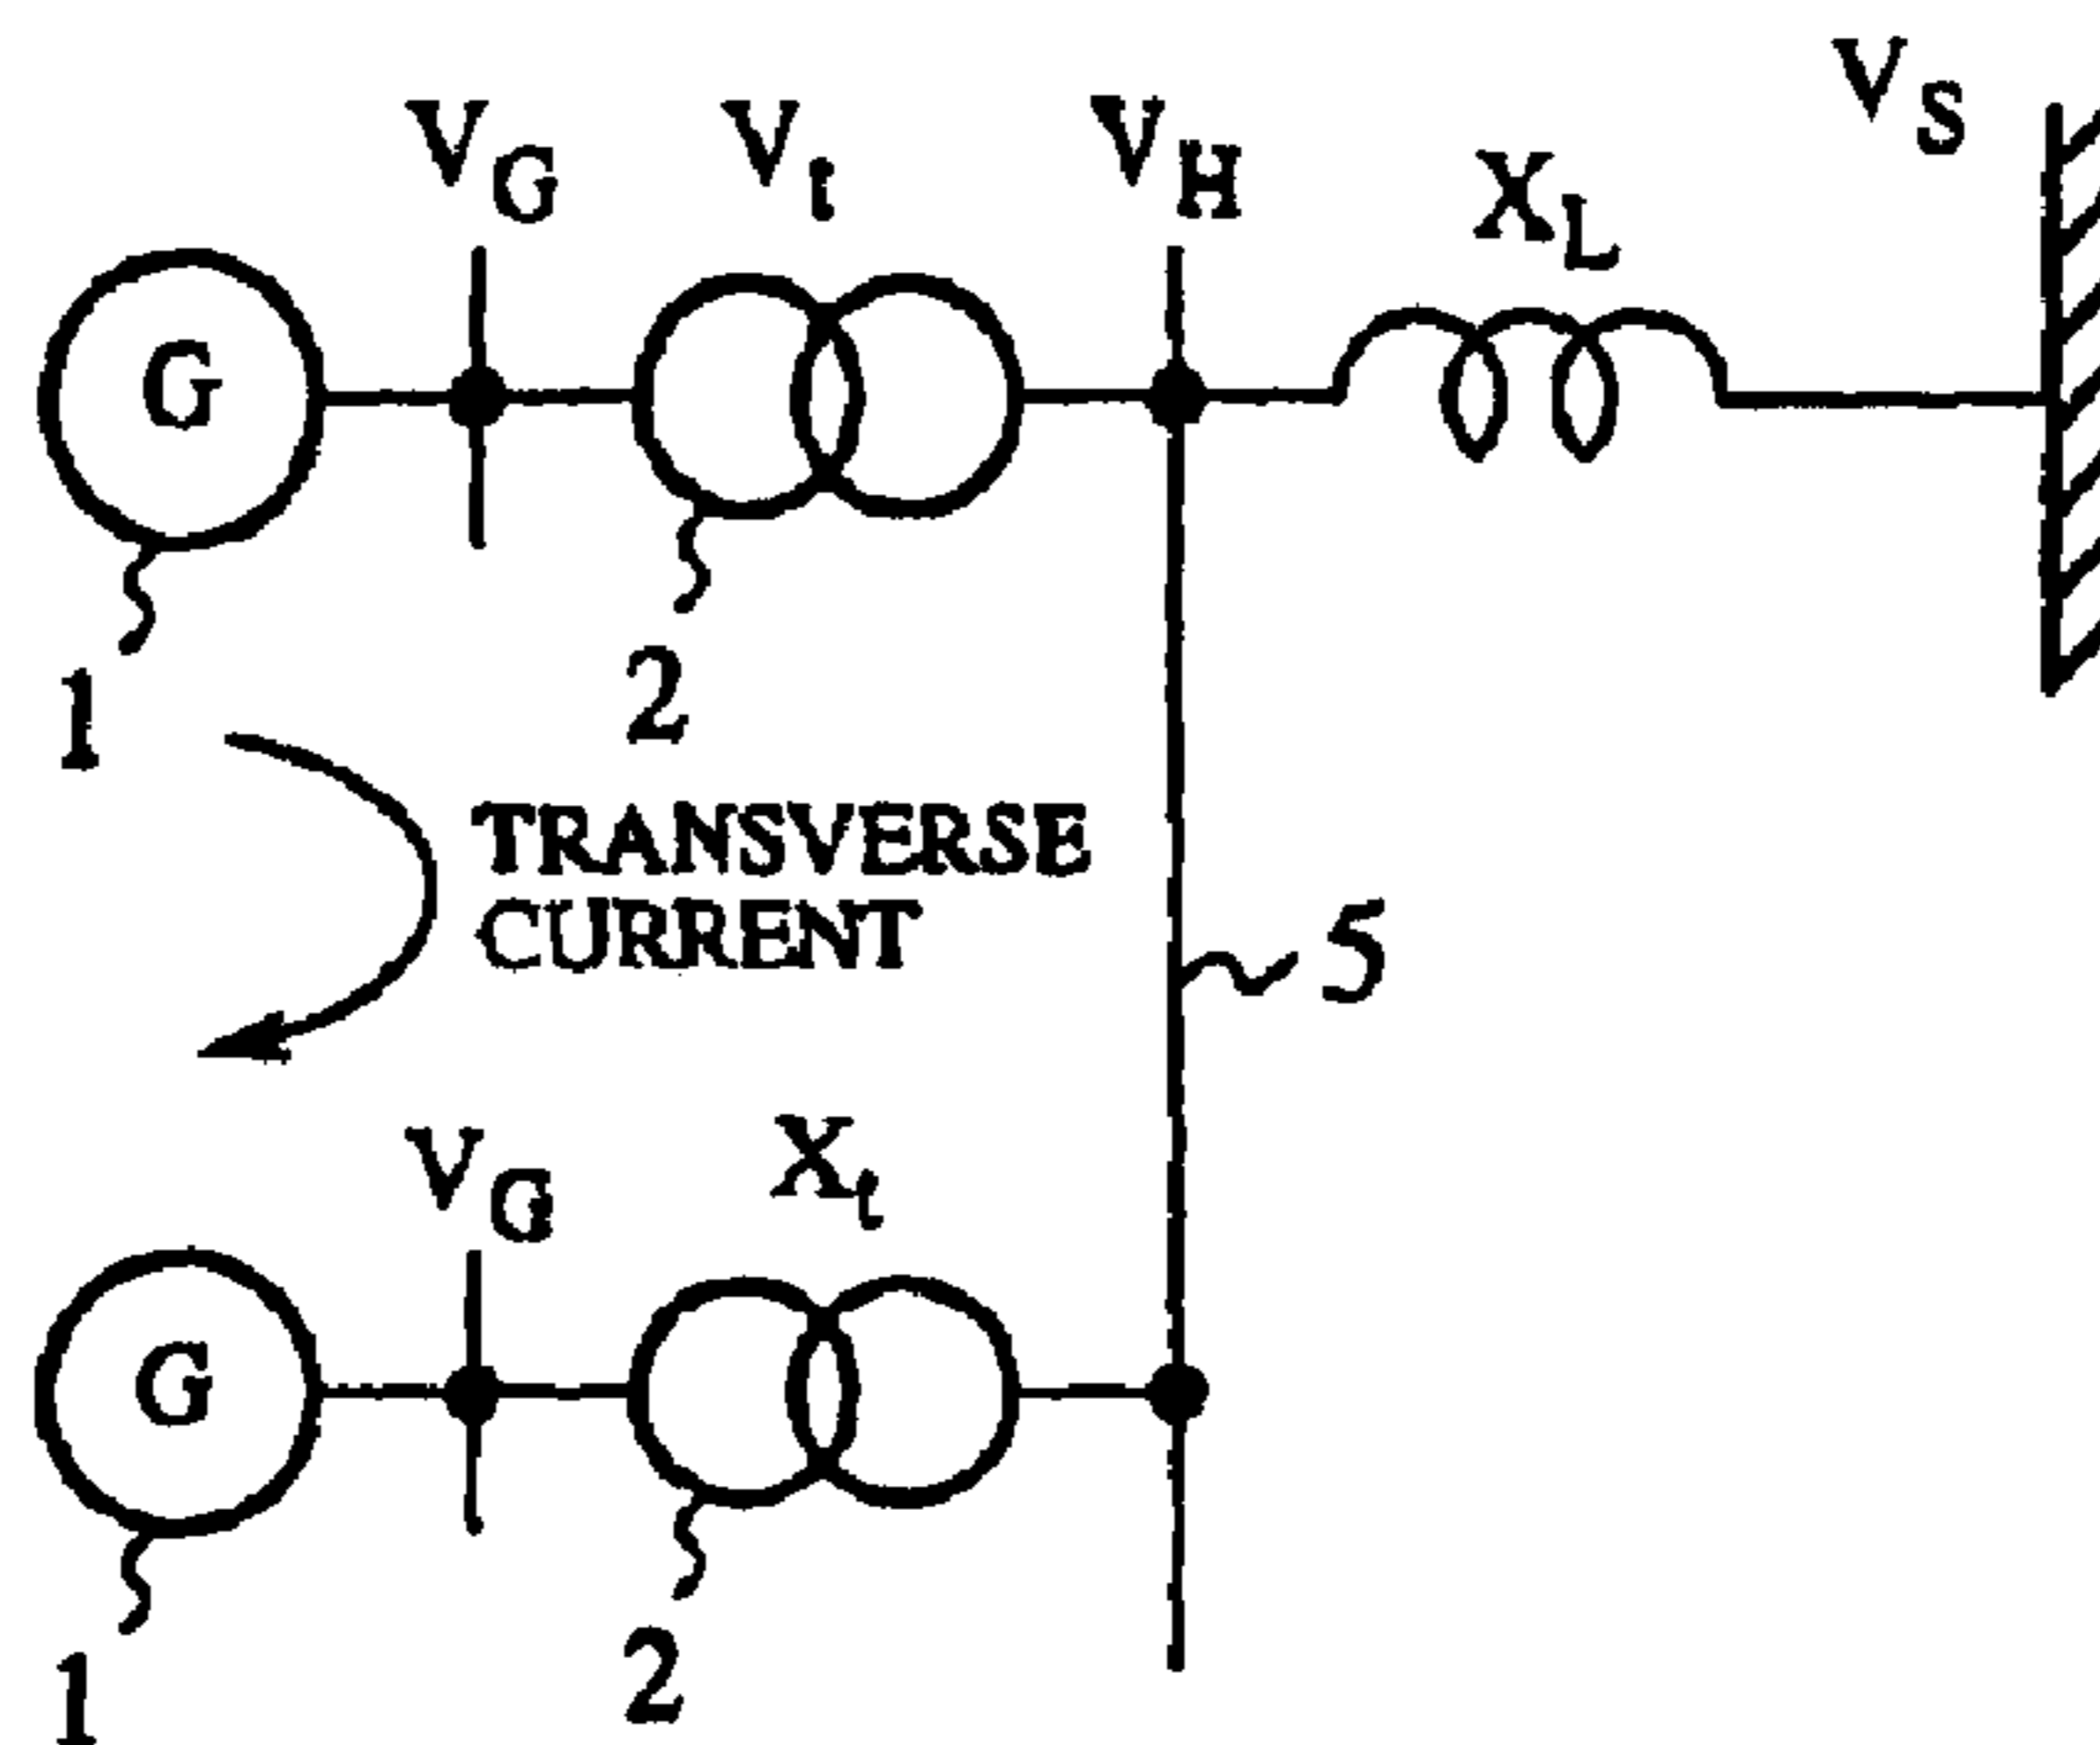 V_S
V_G V_t V_H X_L
G
1 2
TRANSVERSE
CURRENT
5
V_G X_t
G
1 2